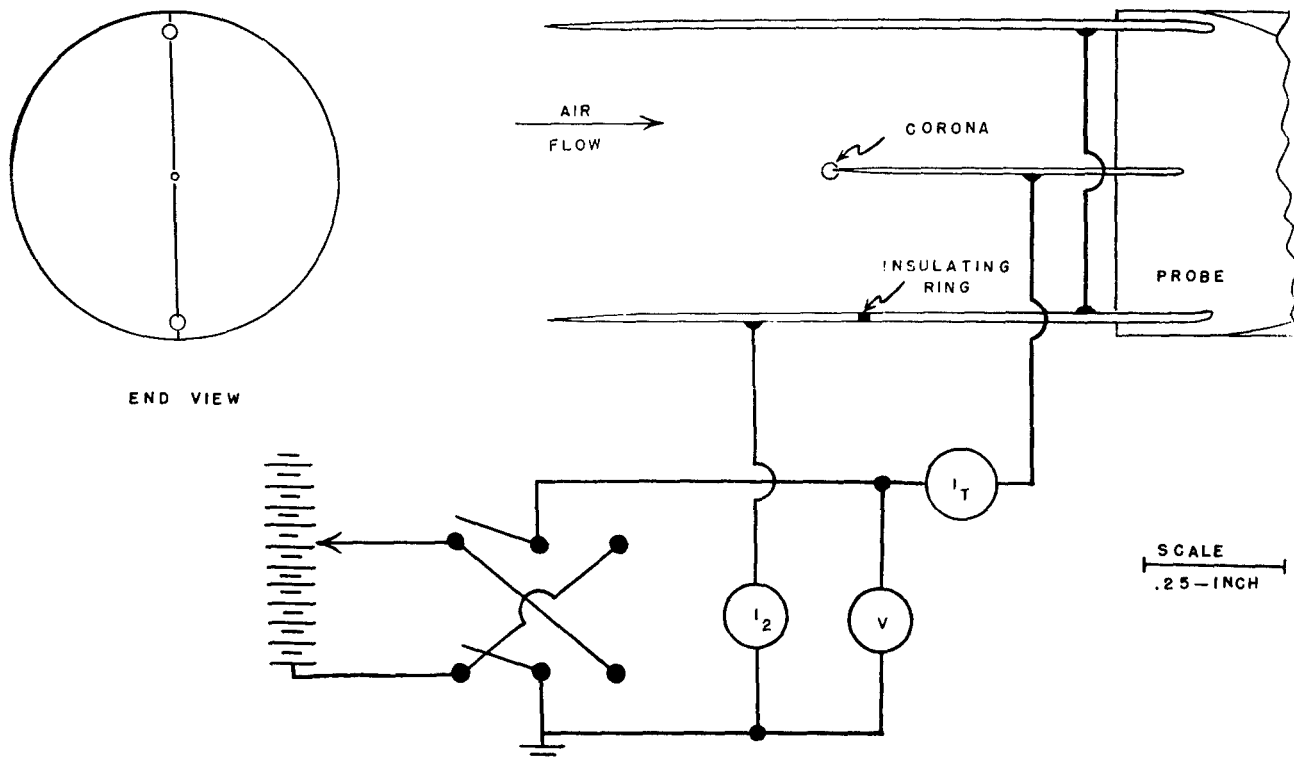 AIR
FLOW
CORONA
INSULATING
RING
PROBE
END VIEW
I T
SCALE
.25-INCH
I 2
V